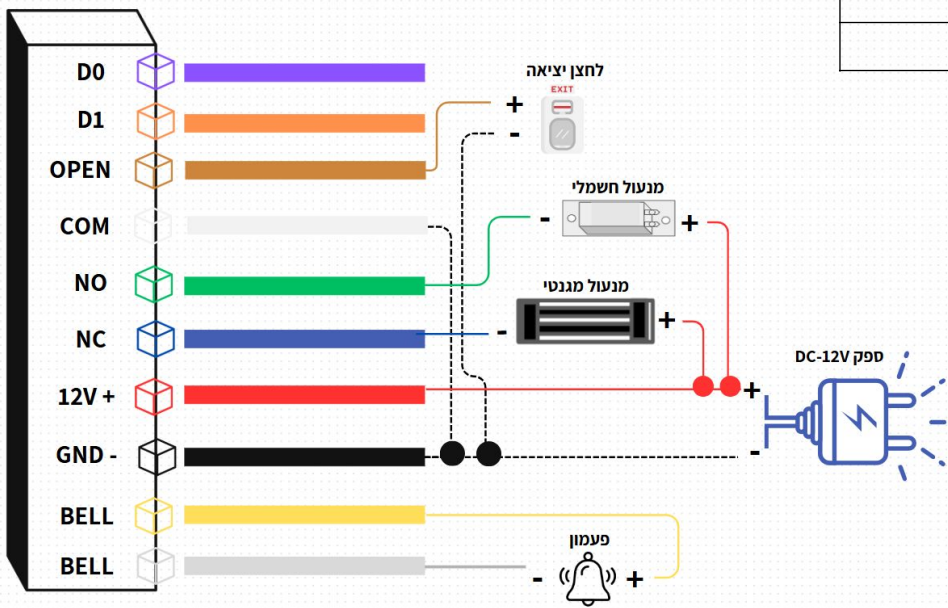 D0
D1
OPEN
COM
NO
NC
12V +
GND -
BELL
BELL
לחצן יציאה
EXIT
+
-
מנעול חשמלי
- +
מנעול מגנטי
- +
ספק DC-12V
+
-
פעמון
- +